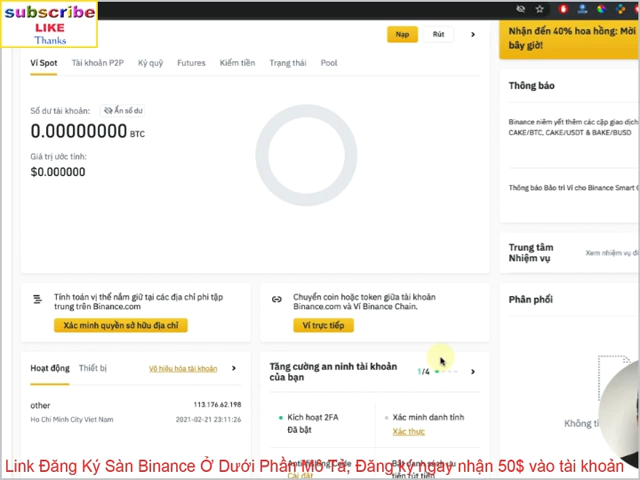 subscribe
LIKE
Thanks
Nạp
Rút
Nhận đến 40% hoa hồng: Mời
bây giờ!
Ví Spot
Tài khoản P2P
Ký quỹ
Futures
Kiếm tiền
Trạng thái
Pool
Thông báo
Số dư tài khoản:
Ẩn số dư
0.00000000 BTC
Giá trị ước tính:
$0.000000
Binance niêm yết thêm các cặp giao dịch
CAKE/BTC, CAKE/USDT & BAKE/BUSD
Thông báo Bảo trì Ví cho Binance Smart C
Trung tâm
Nhiệm vụ
Xem nhiệm vụ
Phân phối
Tính toán vị thế nắm giữ tại các địa chỉ phi tập
trung trên Binance.com
Xác minh quyền sở hữu địa chỉ
Chuyển coin hoặc token giữa tài khoản
Binance.com và Ví Binance Chain.
Ví trực tiếp
Hoạt động
Thiết bị
Vô hiệu hóa tài khoản
other
113.176.62.198
Ho Chi Minh City Viet Nam
2021-02-21 23:11:26
Tăng cường an ninh tài khoản
của bạn
1/4
Kích hoạt 2FA
Đã bật
Xác minh danh tính
Xác thực
Không ti
Link Đăng Ký Sàn Binance Ở Dưới Phần Mô Tả, Đăng ký ngay nhận 50$ vào tài khoản
Cài đặt